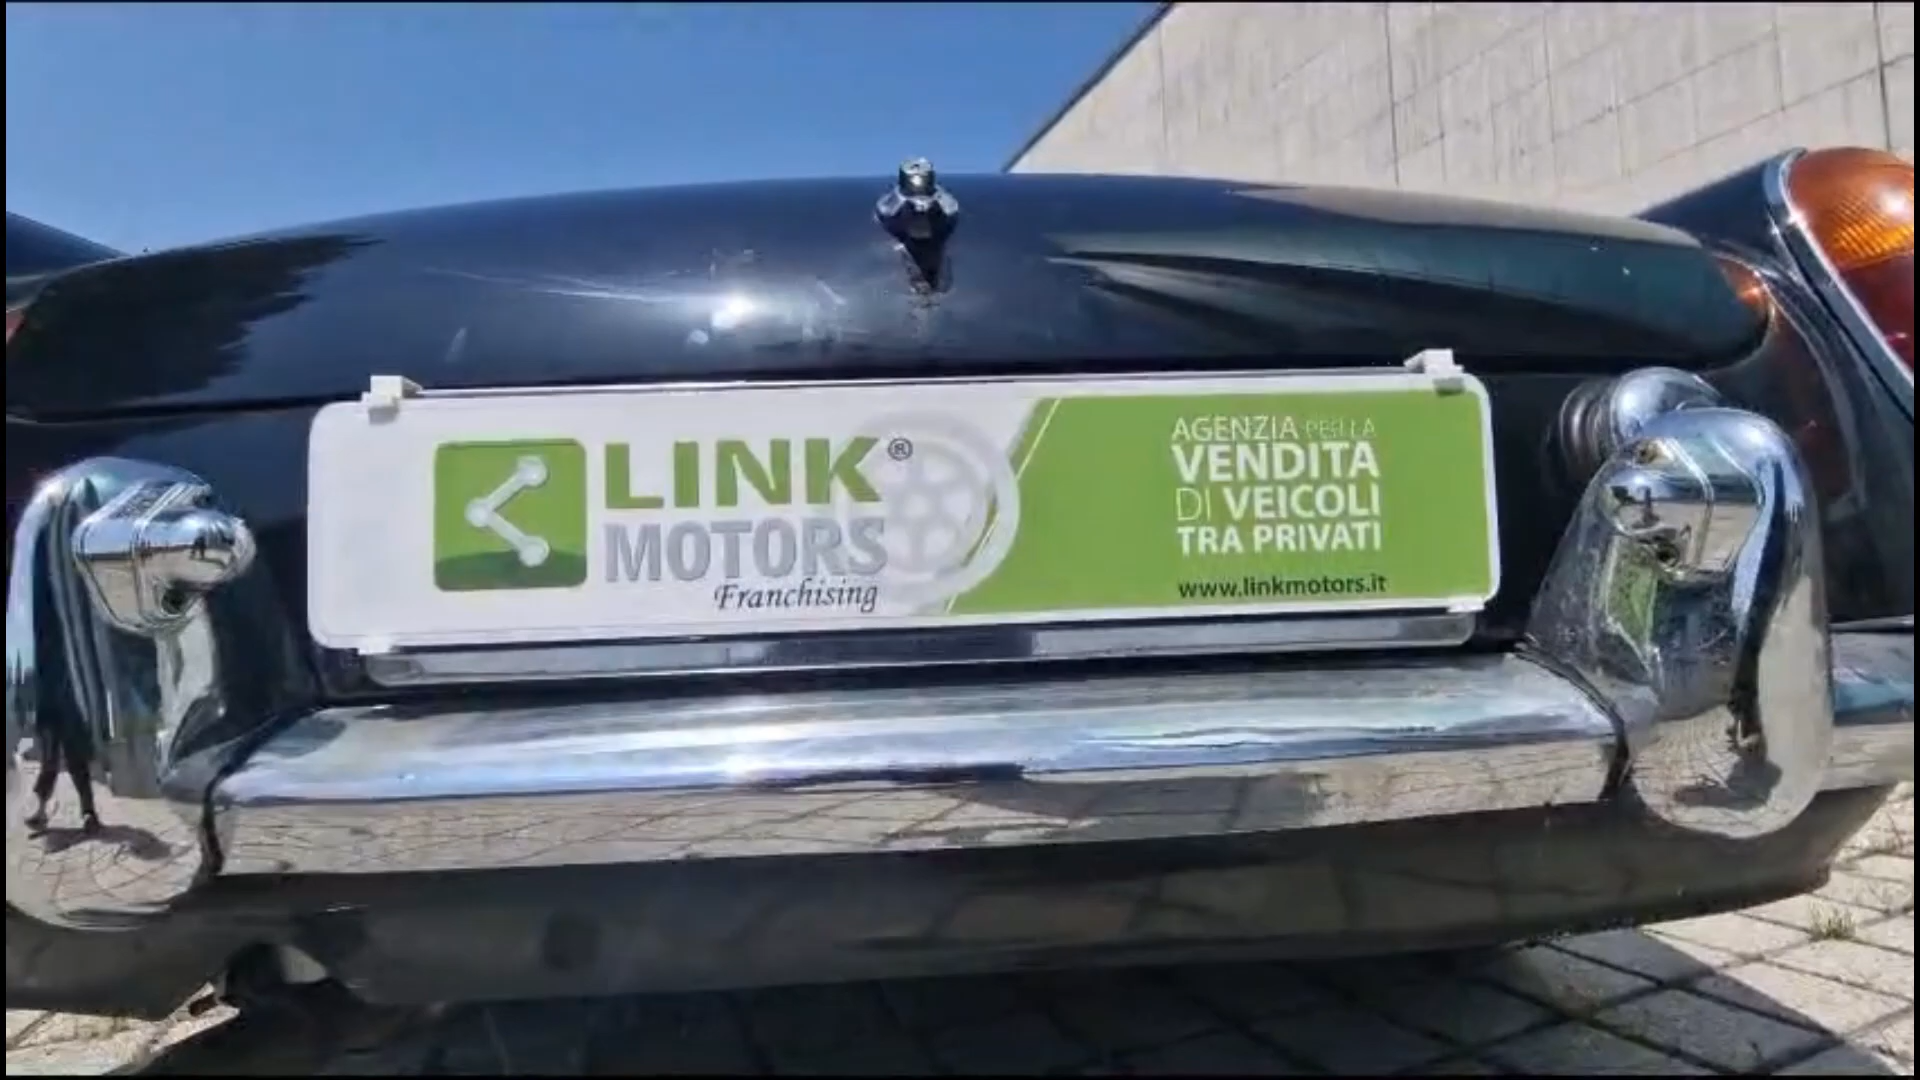 LINK®
MOTORS
Franchising
AGENZIA PER LA
VENDITA
DI VEICOLI
TRA PRIVATI
www.linkmotors.it